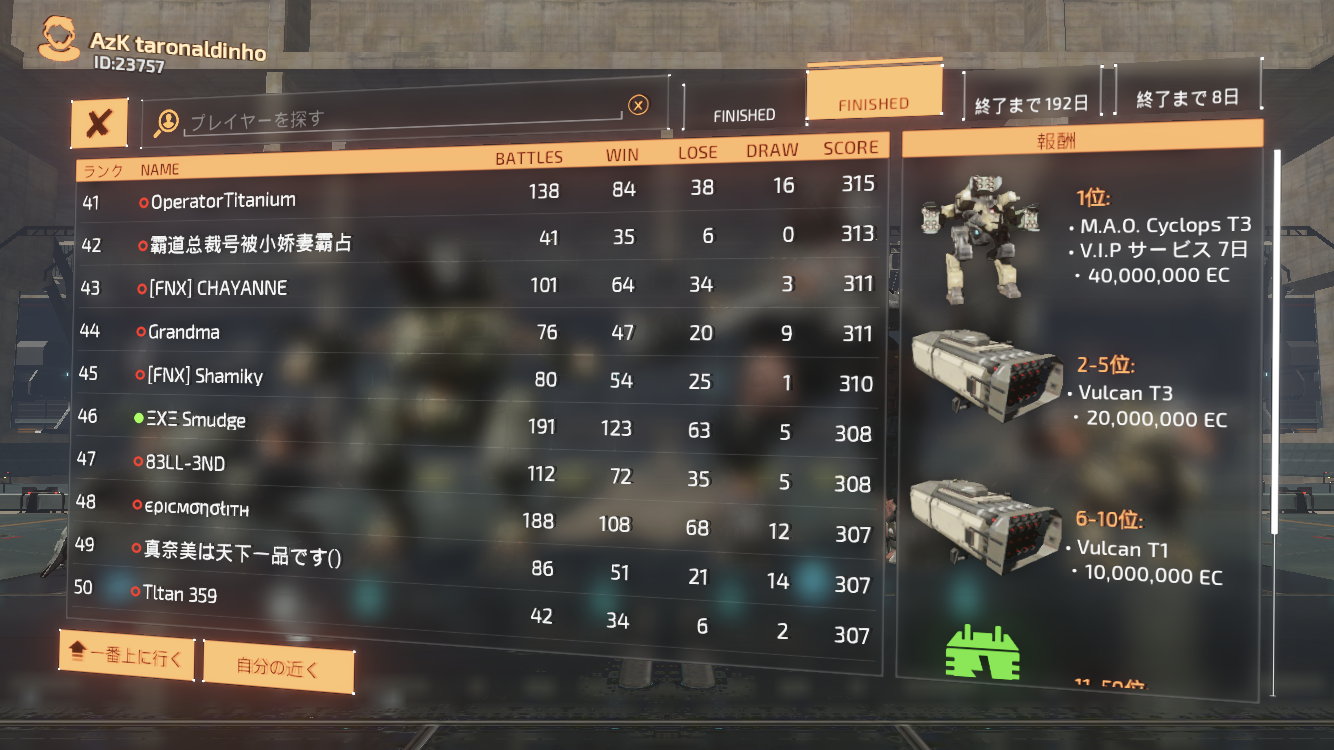 AzK taronaldinho
ID:23757
プレイヤーを探す
FINISHED
FINISHED
終了まで 192日
終了まで 8日
ランク NAME BATTLES WIN LOSE DRAW SCORE
41 OperatorTitanium 138 84 38 16 315
42 霸道总裁号被小娇妻霸占 41 35 6 0 313
43 [FNX] CHAYANNE 101 64 34 3 311
44 Grandma 76 47 20 9 311
45 [FNX] Shamiky 80 54 25 1 310
46 ΞXΞ Smudge 191 123 63 5 308
47 83LL-3ND 112 72 35 5 308
48 188 108 68 12 307
49 真奈美は天下一品です() 86 51 21 14 307
50 Tltan 359 42 34 6 2 307
一番上に行く
自分の近く
報酬
1位:
・M.A.O. Cyclops T3
・V.I.P サービス 7日
・40,000,000 EC
2-5位:
・Vulcan T3
・20,000,000 EC
6-10位:
・Vulcan T1
・10,000,000 EC
11-50位: